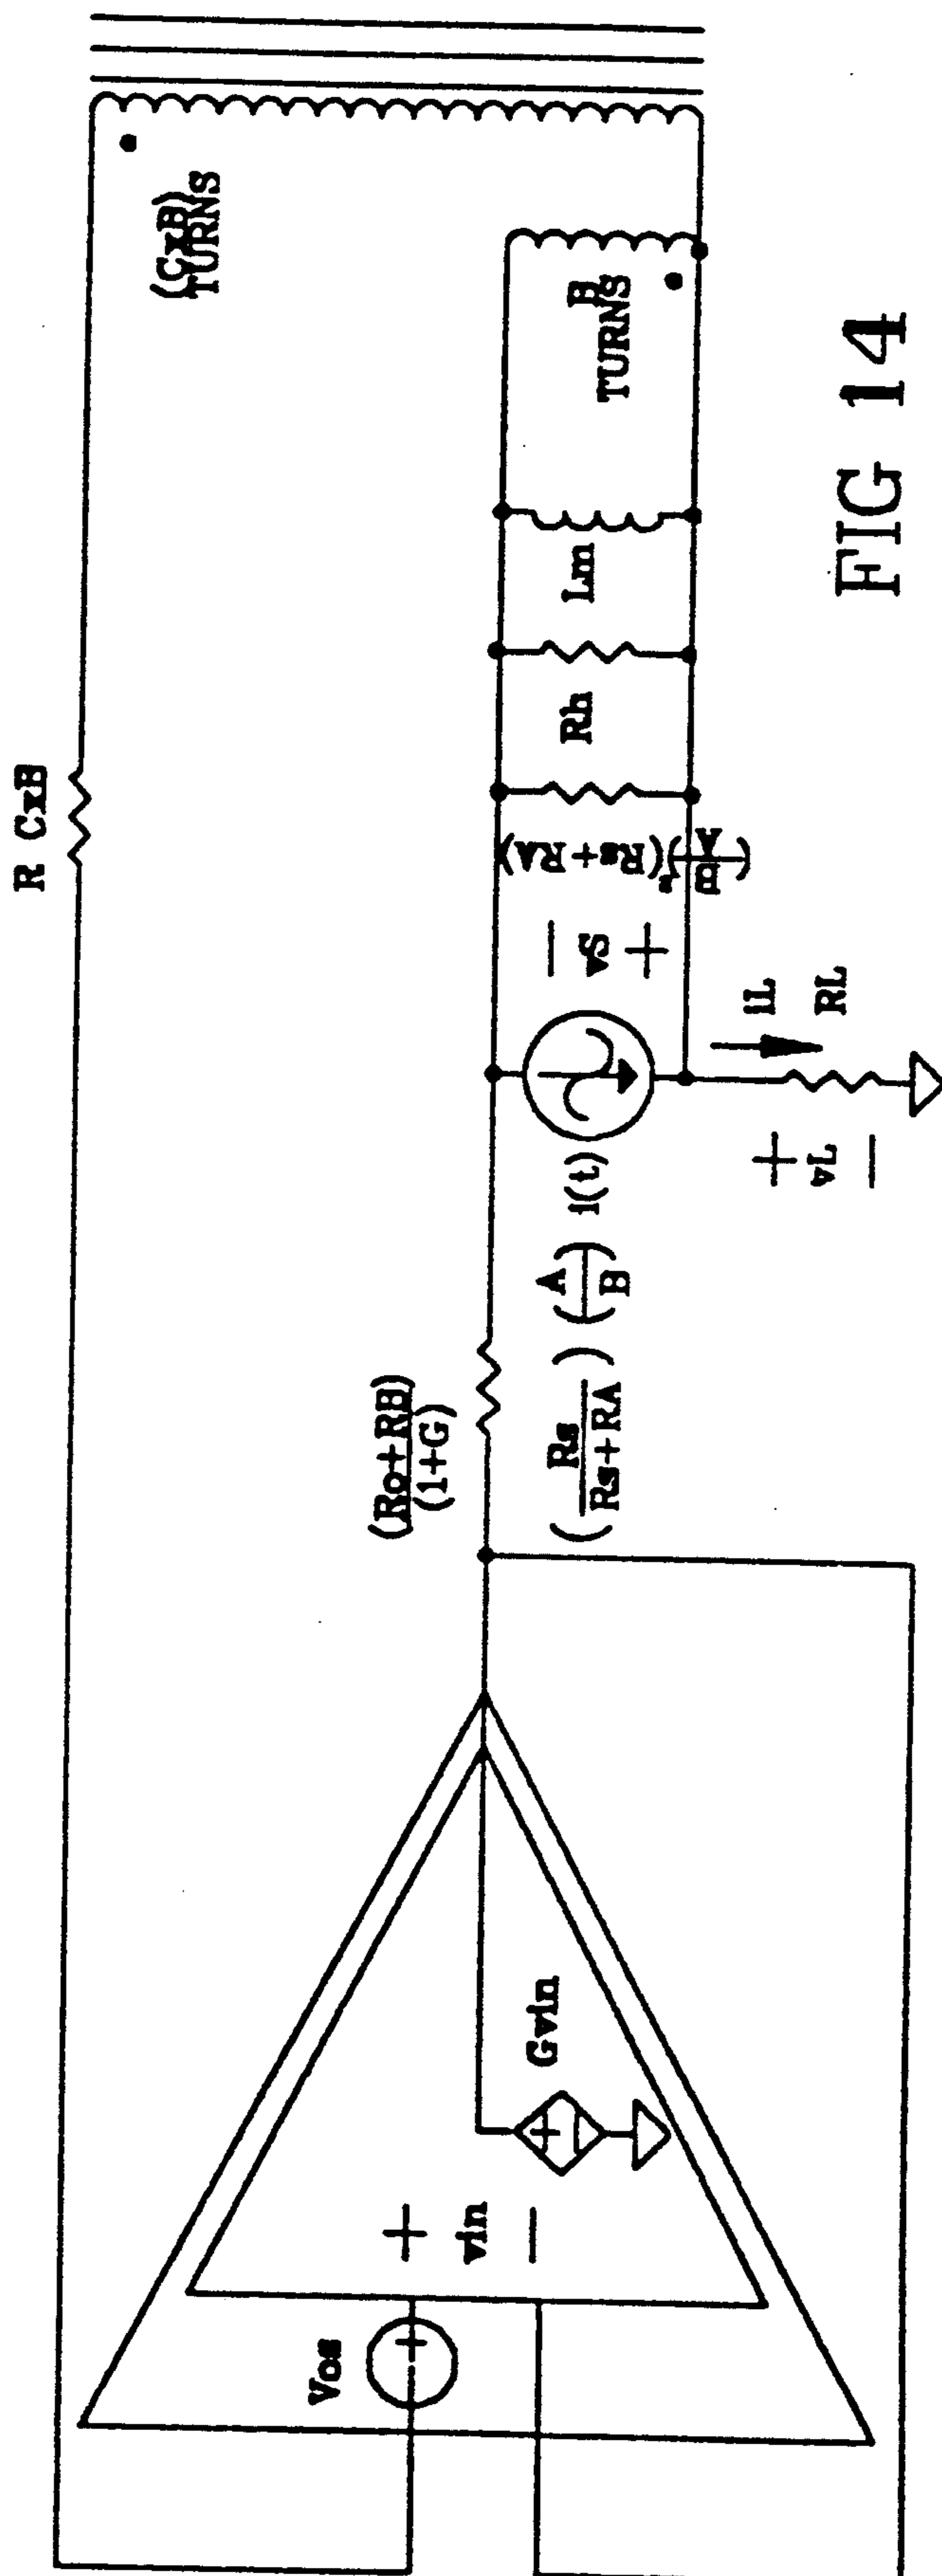 R CxB
(CxB)
TURNS
B
TURNS
Lm
Rh
(B/A)² (Rs+RA)
− vS +
iL
RL
+ vL −
(Rs/(Rs+RA)) (A/B) i(t)
(Ro+RB)
(1+G)
Gvin
+ −
+ vin −
Vos
+
FIG 14